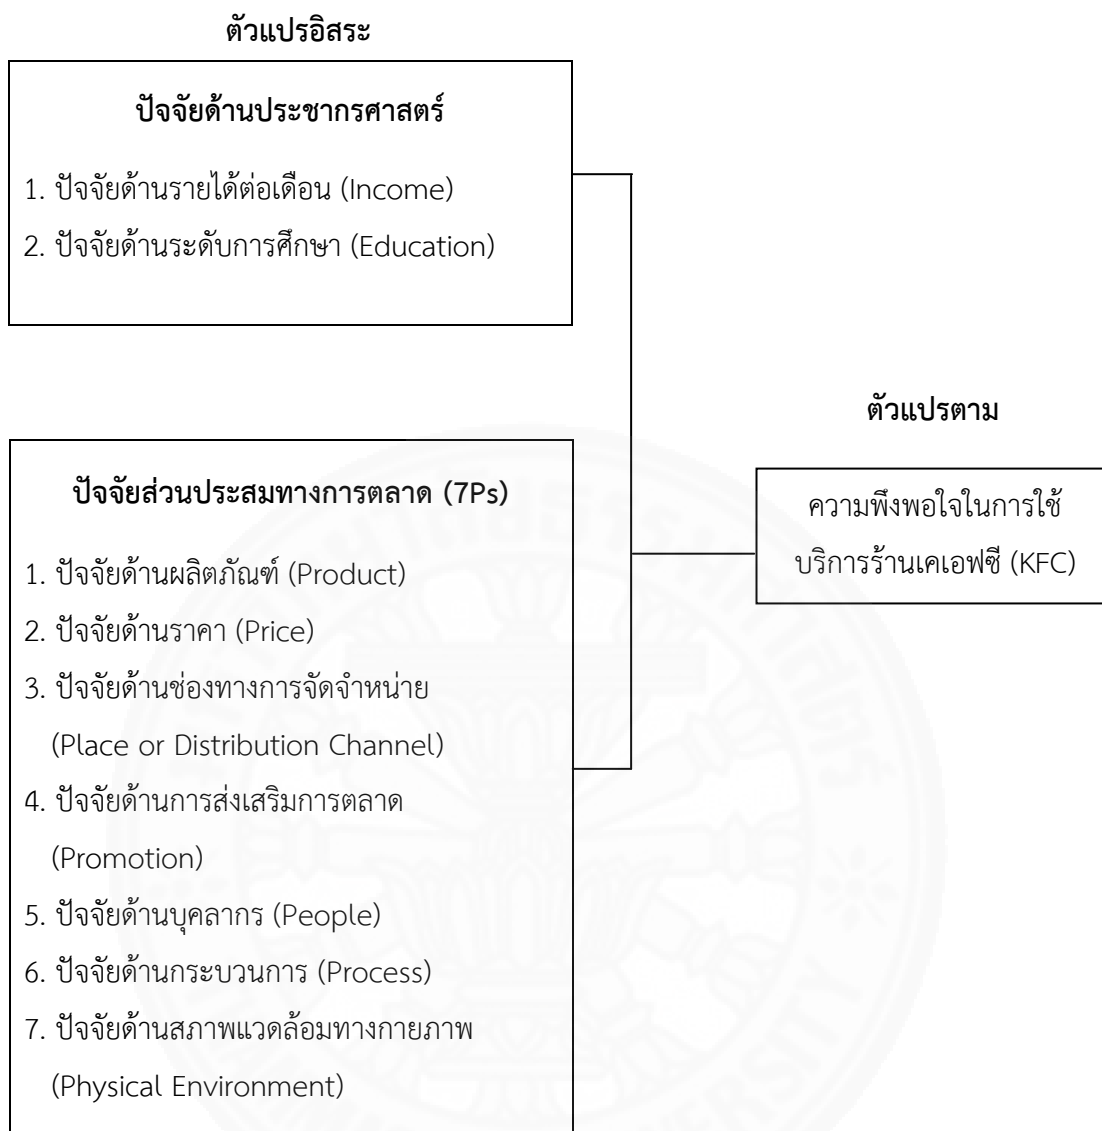 ตัวแปรอิสระ
ปัจจัยด้านประชากรศาสตร์
1. ปัจจัยด้านรายได้ต่อเดือน (Income)
2. ปัจจัยด้านระดับการศึกษา (Education)
ตัวแปรตาม
ความพึงพอใจในการใช้
บริการร้านเคเอฟซี (KFC)
ปัจจัยส่วนประสมทางการตลาด (7Ps)
1. ปัจจัยด้านผลิตภัณฑ์ (Product)
2. ปัจจัยด้านราคา (Price)
3. ปัจจัยด้านช่องทางการจัดจำหน่าย
(Place or Distribution Channel)
4. ปัจจัยด้านการส่งเสริมการตลาด
(Promotion)
5. ปัจจัยด้านบุคลากร (People)
6. ปัจจัยด้านกระบวนการ (Process)
7. ปัจจัยด้านสภาพแวดล้อมทางกายภาพ
(Physical Environment)